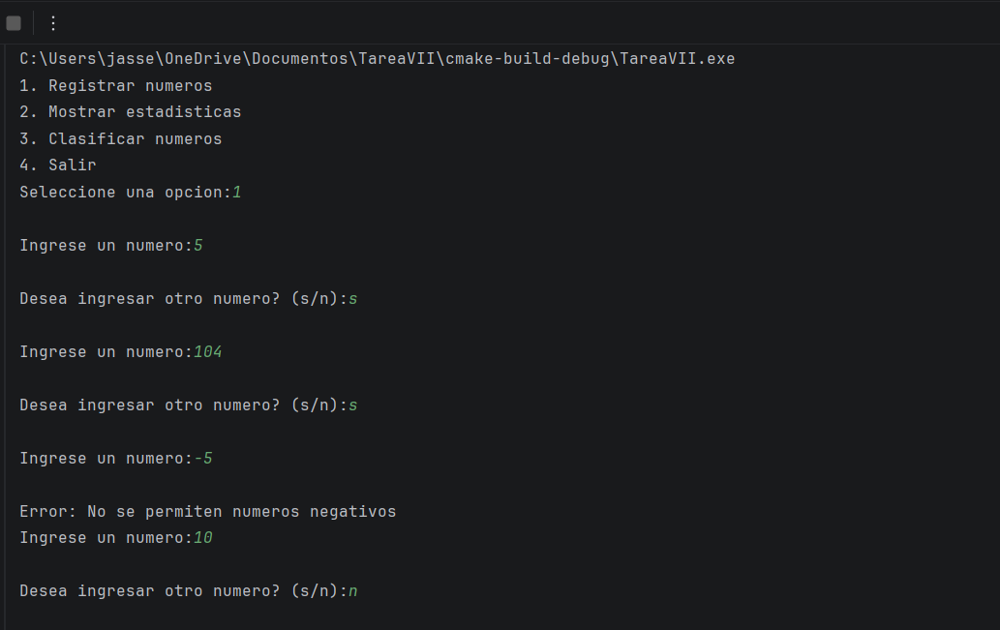 C:\Users\jasse\OneDrive\Documentos\TareaVII\cmake-build-debug\TareaVII.exe
1. Registrar numeros
2. Mostrar estadisticas
3. Clasificar numeros
4. Salir
Seleccione una opcion:1
Ingrese un numero:5
Desea ingresar otro numero? (s/n):s
Ingrese un numero:104
Desea ingresar otro numero? (s/n):s
Ingrese un numero:-5
Error: No se permiten numeros negativos
Ingrese un numero:10
Desea ingresar otro numero? (s/n):n